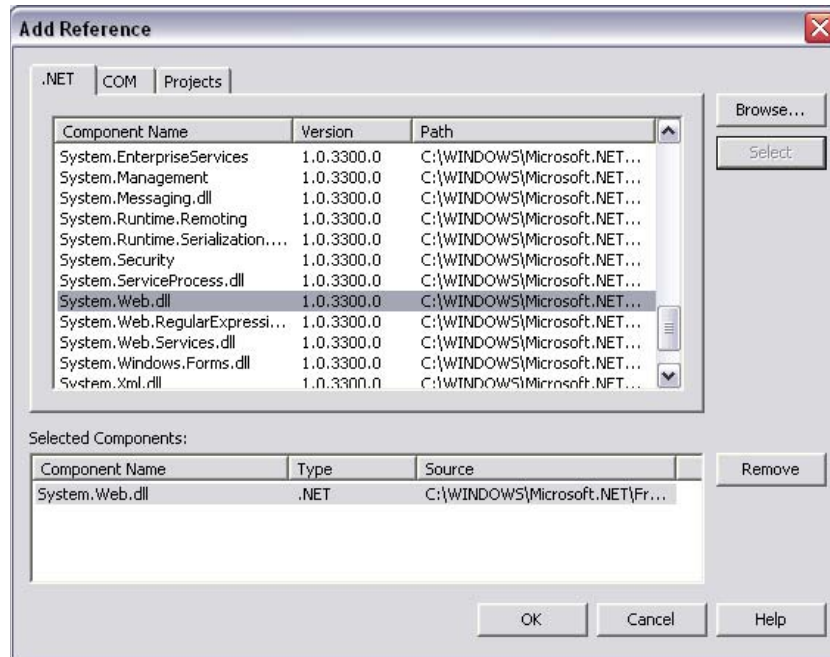 Add Reference
.NET COM Projects
Browse...
Component Name Version Path
Select
System.EnterpriseServices 1.0.3300.0 C:\WINDOWS\Microsoft.NET...
System.Management 1.0.3300.0 C:\WINDOWS\Microsoft.NET...
System.Messaging.dll 1.0.3300.0 C:\WINDOWS\Microsoft.NET...
System.Runtime.Remoting 1.0.3300.0 C:\WINDOWS\Microsoft.NET...
System.Runtime.Serialization.... 1.0.3300.0 C:\WINDOWS\Microsoft.NET...
System.Security 1.0.3300.0 C:\WINDOWS\Microsoft.NET...
System.ServiceProcess.dll 1.0.3300.0 C:\WINDOWS\Microsoft.NET...
System.Web.dll 1.0.3300.0 C:\WINDOWS\Microsoft.NET...
System.Web.RegularExpressi... 1.0.3300.0 C:\WINDOWS\Microsoft.NET...
System.Web.Services.dll 1.0.3300.0 C:\WINDOWS\Microsoft.NET...
System.Windows.Forms.dll 1.0.3300.0 C:\WINDOWS\Microsoft.NET...
System.Xml.dll 1.0.3300.0 C:\WINDOWS\Microsoft.NET...
Selected Components:
Component Name Type Source
Remove
System.Web.dll .NET C:\WINDOWS\Microsoft.NET\Fr...
OK Cancel Help